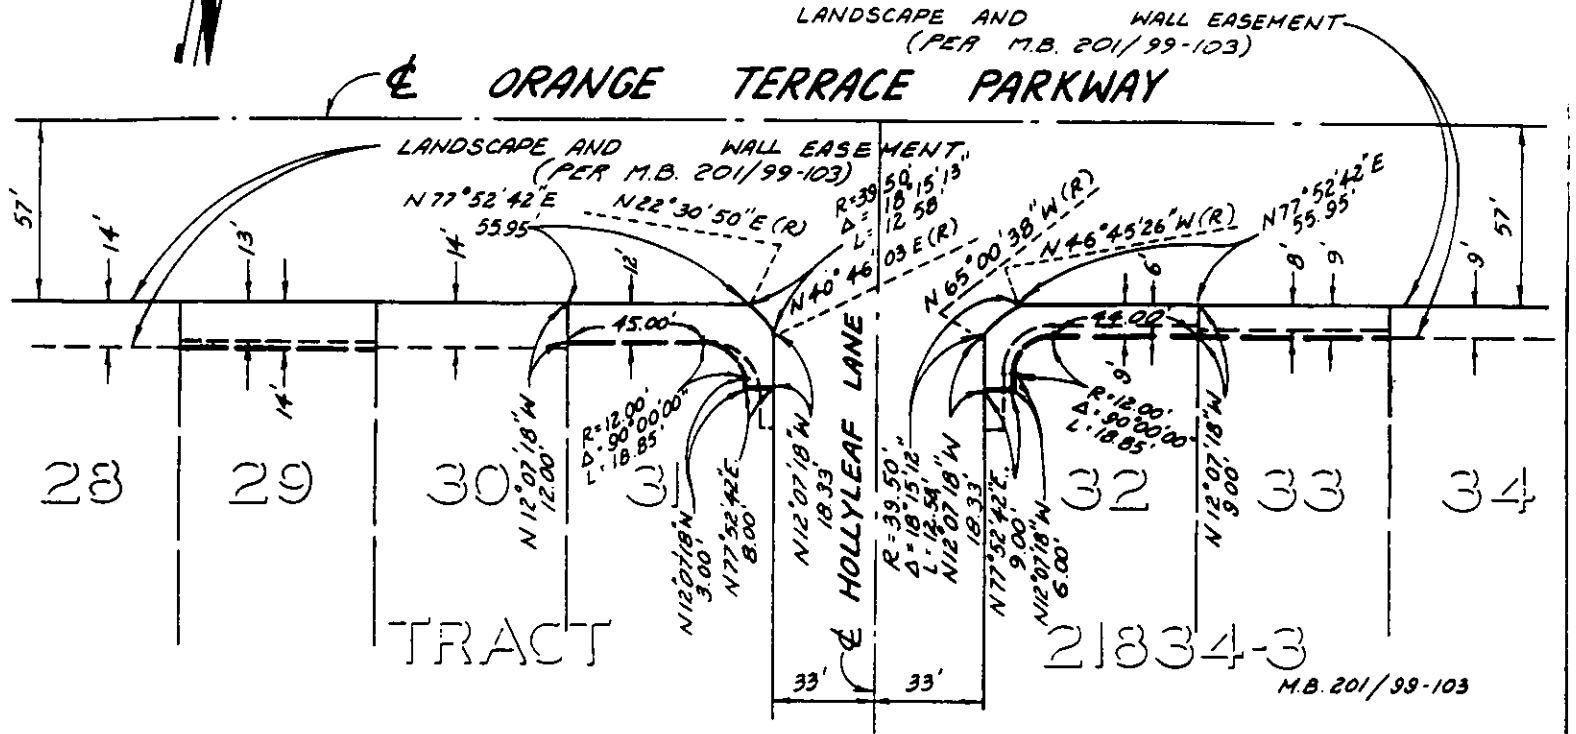 LANDSCAPE AND WALL EASEMENT
(PER M.B. 201/99-103)
℄ ORANGE TERRACE PARKWAY
LANDSCAPE AND WALL EASEMENT
(PER M.B. 201/99-103)
57'
14'
13'
14'
14'
N 77°52'42"E
55.95'
N22°30'50"E (R)
12'
R=39.50'
Δ= 18°15'13"
L= 12.58'
N 40° 46' 03 E (R)
N 65°00'38" W (R)
N 46°45'26" W (R)
N 77°52'42" E
55.95'
6'
8'
9'
9'
57'
45.00'
44.00'
9'
R=12.00'
Δ=90°00'00"
L=18.85'
R=12.00'
Δ=90°00'00"
L=18.85'
28
29
30
31
32
33
34
N 12°07'18" W
12.00'
N12°07'18"W
3.00'
N77°52'42"E
8.00'
N12°07'18"W
18.33'
℄ HOLLYLEAF LANE
R=39.50'
Δ=18°15'12"
L=12.58'
N12°07'18"W
18.33'
N77°52'42"E
9.00'
N12°07'18"W
6.00'
N 12°07'18"W
9.00'
TRACT 21834-3
M.B. 201/99-103
33'
33'